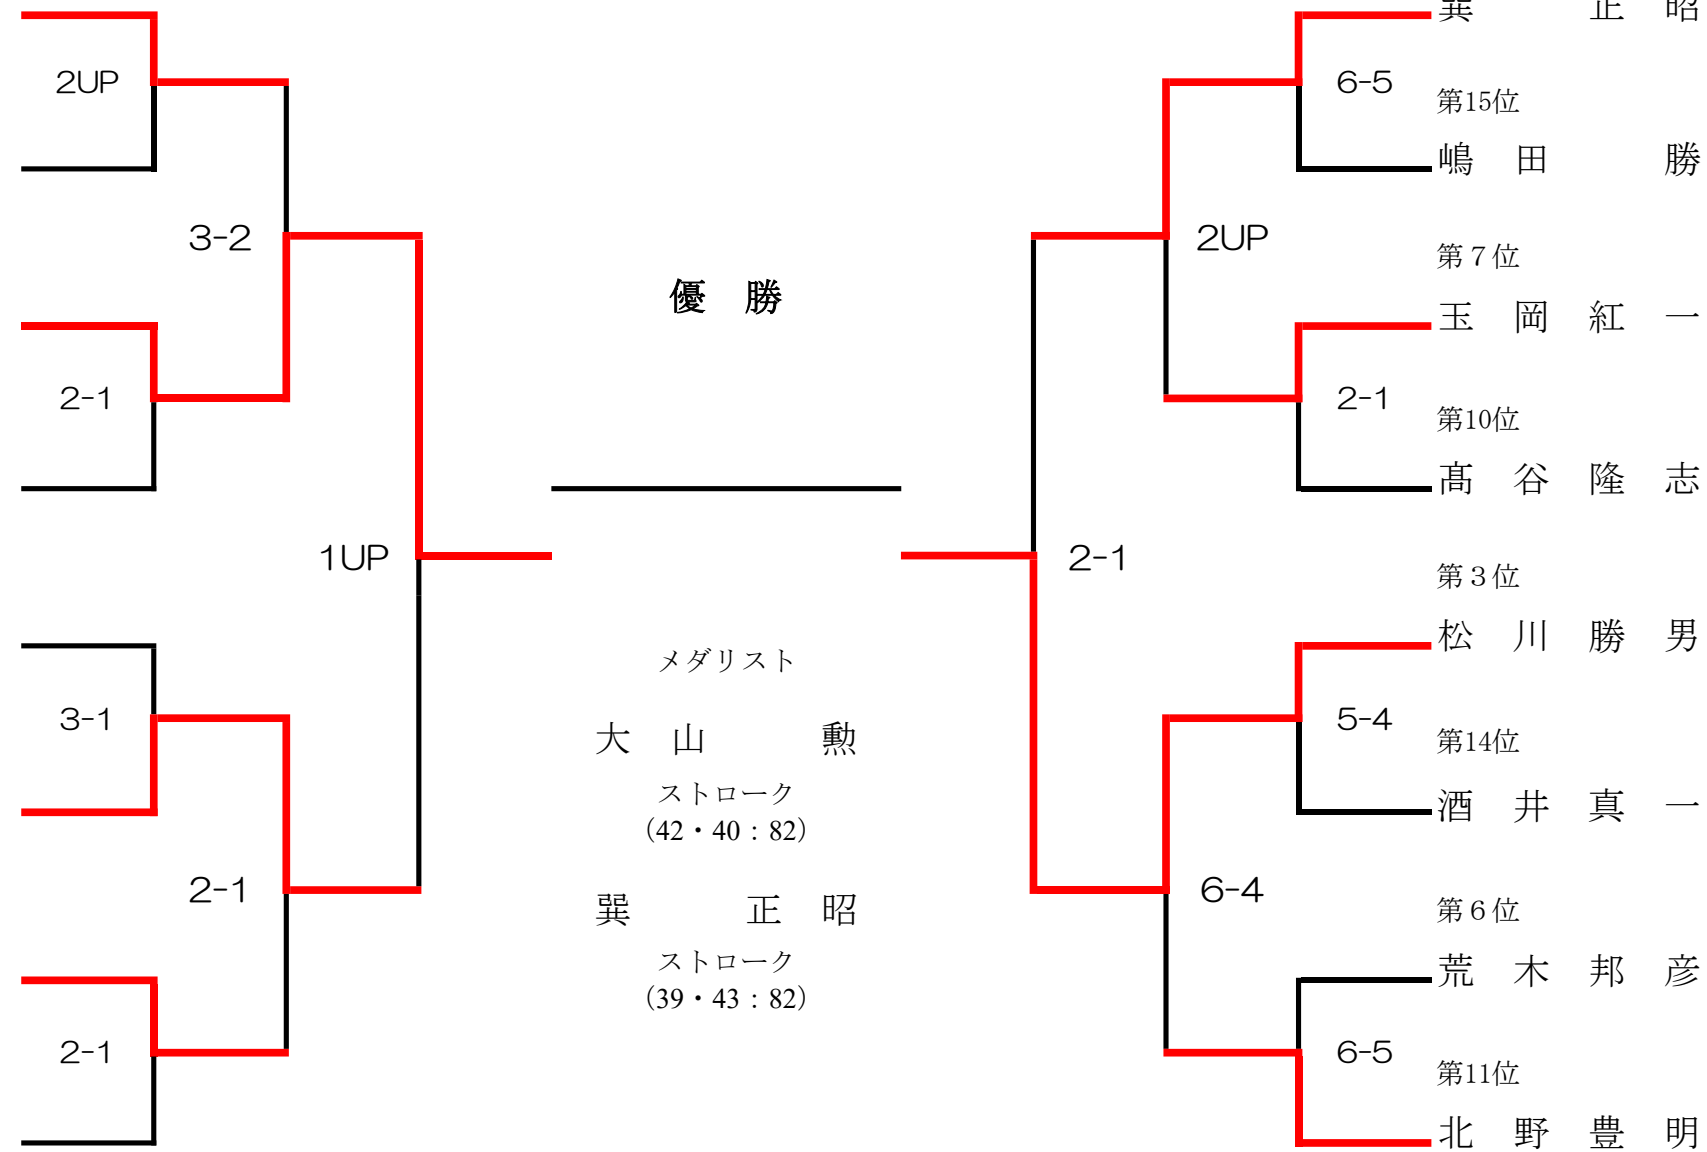 2UP
3-2
2-1
1UP
3-1
2-1
2-1
優 勝
メダリスト
大 山 勲
ストローク
(42・40:82)
巽 正 昭
ストローク
(39・43:82)
巽 正 昭
6-5
第15位
嶋 田 勝
2UP
第７位
玉 岡 紅 一
2-1
第10位
髙 谷 隆 志
2-1
第３位
松 川 勝 男
5-4
第14位
酒 井 真 一
6-4
第６位
荒 木 邦 彦
6-5
第11位
北 野 豊 明